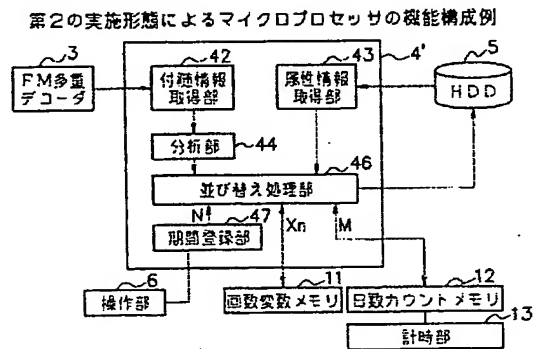 第2の実施形態によるマイクロプロセッサの機能構成例
3
42
43
4'
5
FM多重
デコーダ
付随情報
取得部
属性情報
取得部
HDD
分析部
44
46
並び替え処理部
N
47
Xn
M
期間登録部
6
11
12
操作部
回数変数メモリ
日数カウントメモリ
13
計時部